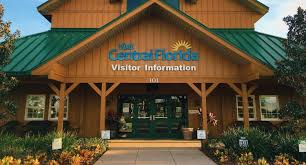 Visit
Central Florida
Visitor Information
101